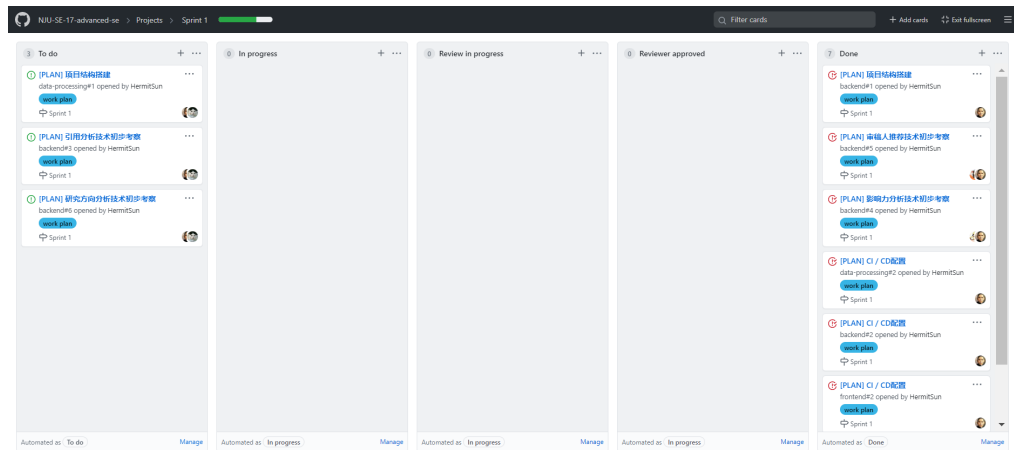 NJU-SE-17-advanced-se > Projects > Sprint 1
Filter cards
+ Add cards
Exit fullscreen
3 To do
[PLAN] 项目结构搭建
data-processing#1 opened by HermitSun
work plan
Sprint 1
[PLAN] 引用分析技术初步考察
backend#3 opened by HermitSun
work plan
Sprint 1
[PLAN] 研究方向分析技术初步考察
backend#6 opened by HermitSun
work plan
Sprint 1
Automated as To do
Manage
0 In progress
Automated as In progress
Manage
0 Review in progress
Automated as In progress
Manage
0 Reviewer approved
Automated as In progress
Manage
7 Done
[PLAN] 项目结构搭建
backend#1 opened by HermitSun
work plan
Sprint 1
[PLAN] 审稿人推荐技术初步考察
backend#5 opened by HermitSun
work plan
Sprint 1
[PLAN] 影响力分析技术初步考察
backend#4 opened by HermitSun
work plan
Sprint 1
[PLAN] CI / CD配置
data-processing#2 opened by HermitSun
work plan
Sprint 1
[PLAN] CI / CD配置
backend#2 opened by HermitSun
work plan
Sprint 1
[PLAN] CI / CD配置
frontend#2 opened by HermitSun
work plan
Sprint 1
Automated as Done
Manage